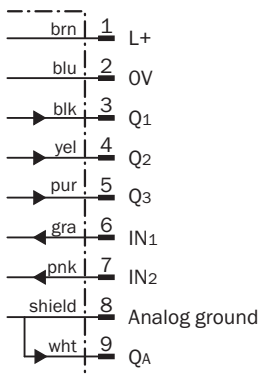 brn 1 L+
blu 2 0V
blk 3 Q1
yel 4 Q2
pur 5 Q3
gra 6 IN1
pnk 7 IN2
shield 8 Analog ground
wht 9 QA